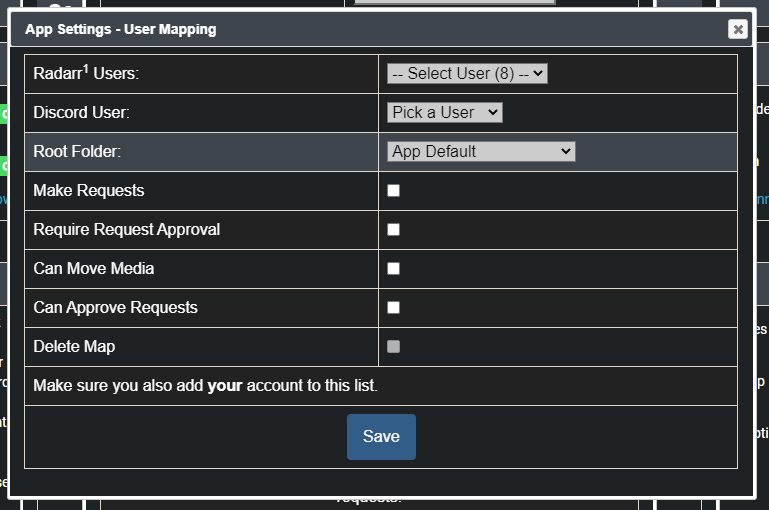 App Settings - User Mapping
Radarr1 Users:
-- Select User (8) --
Discord User:
Pick a User
Root Folder:
App Default
Make Requests
Require Request Approval
Can Move Media
Can Approve Requests
Delete Map
Make sure you also add your account to this list.
Save
requests.